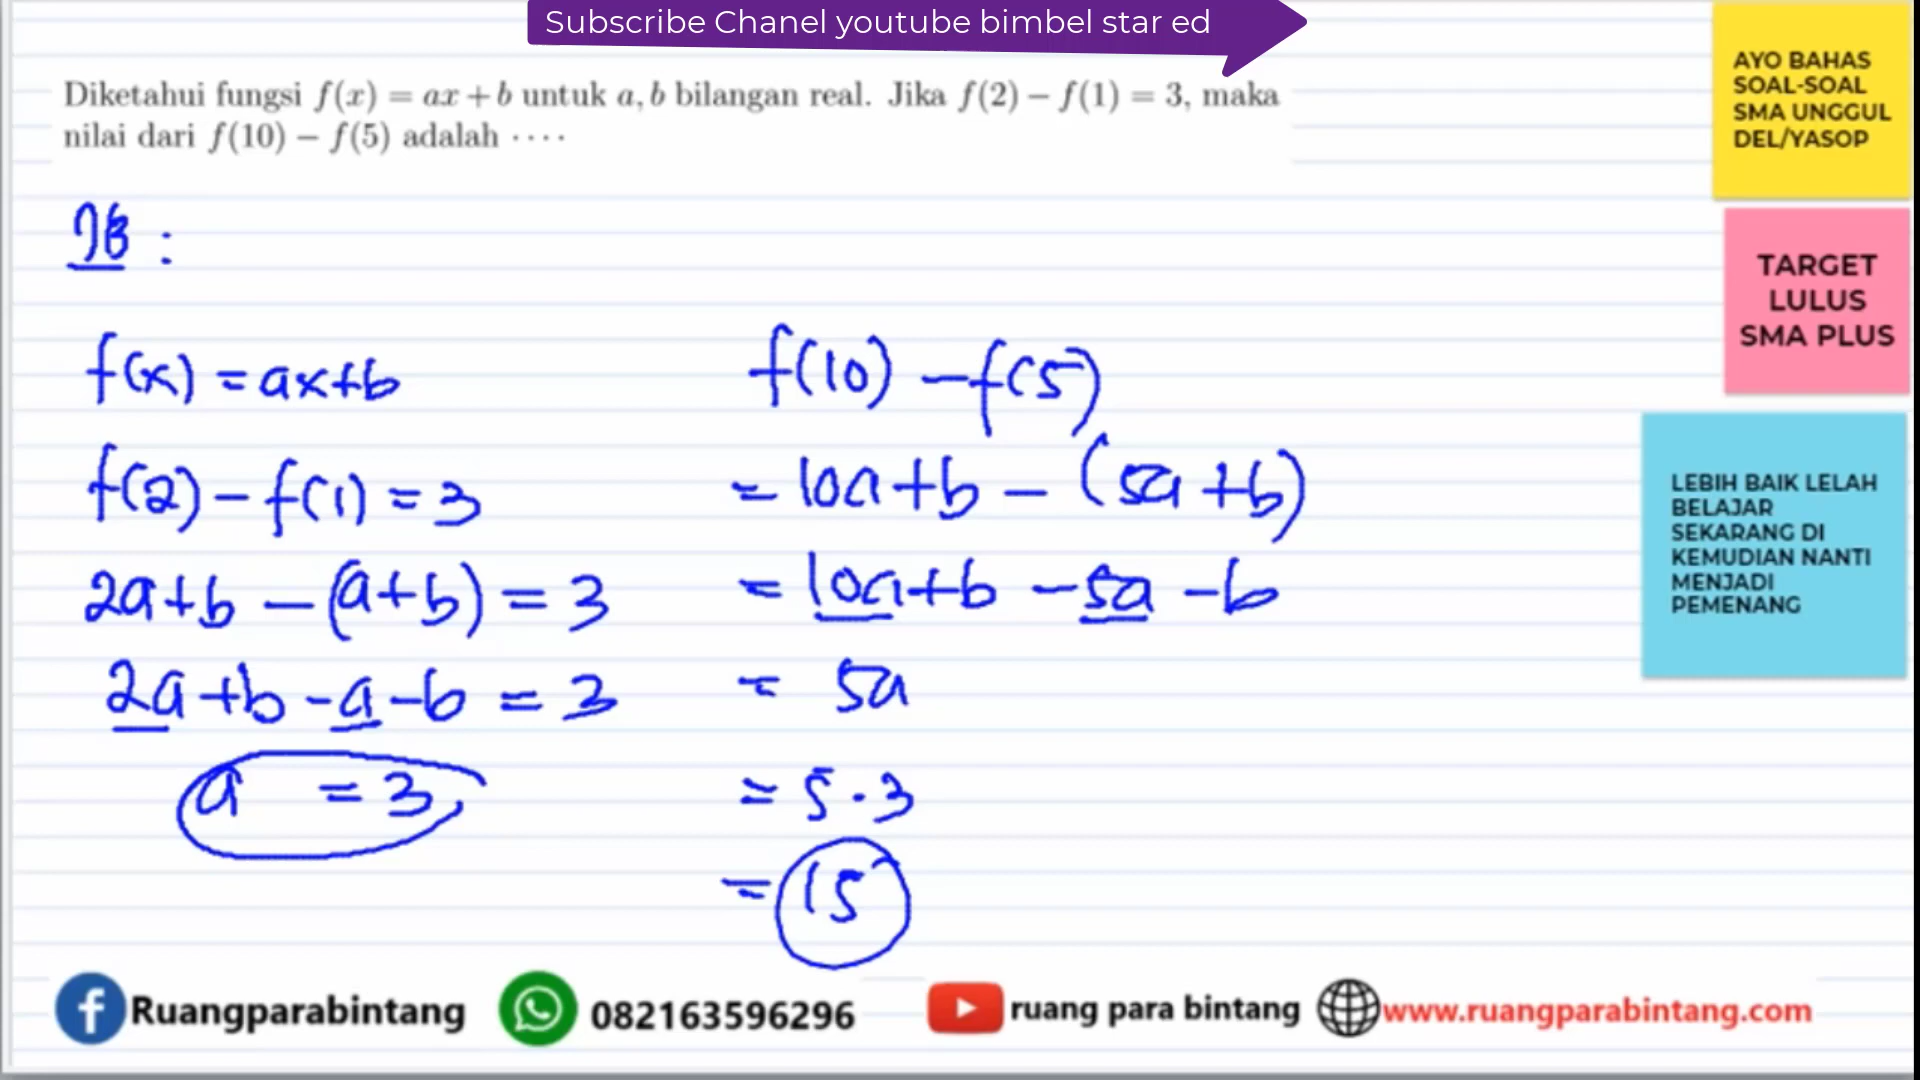 Subscribe Chanel youtube bimbel star ed
Diketahui fungsi f(x) = ax + b untuk a, b bilangan real. Jika f(2) − f(1) = 3, maka
nilai dari f(10) − f(5) adalah ····
JB :
f(x) = ax+b
f(2) − f(1) = 3
2a+b − (a+b) = 3
2a+b -a -b = 3
a = 3
f(10) − f(5)
= 10a+b − (5a+b)
= 10a+b − 5a − b
= 5a
= 5 · 3
= 15
AYO BAHAS
SOAL-SOAL
SMA UNGGUL
DEL/YASOP
TARGET
LULUS
SMA PLUS
LEBIH BAIK LELAH
BELAJAR
SEKARANG DI
KEMUDIAN NANTI
MENJADI
PEMENANG
Ruangparabintang
082163596296
ruang para bintang
www.ruangparabintang.com